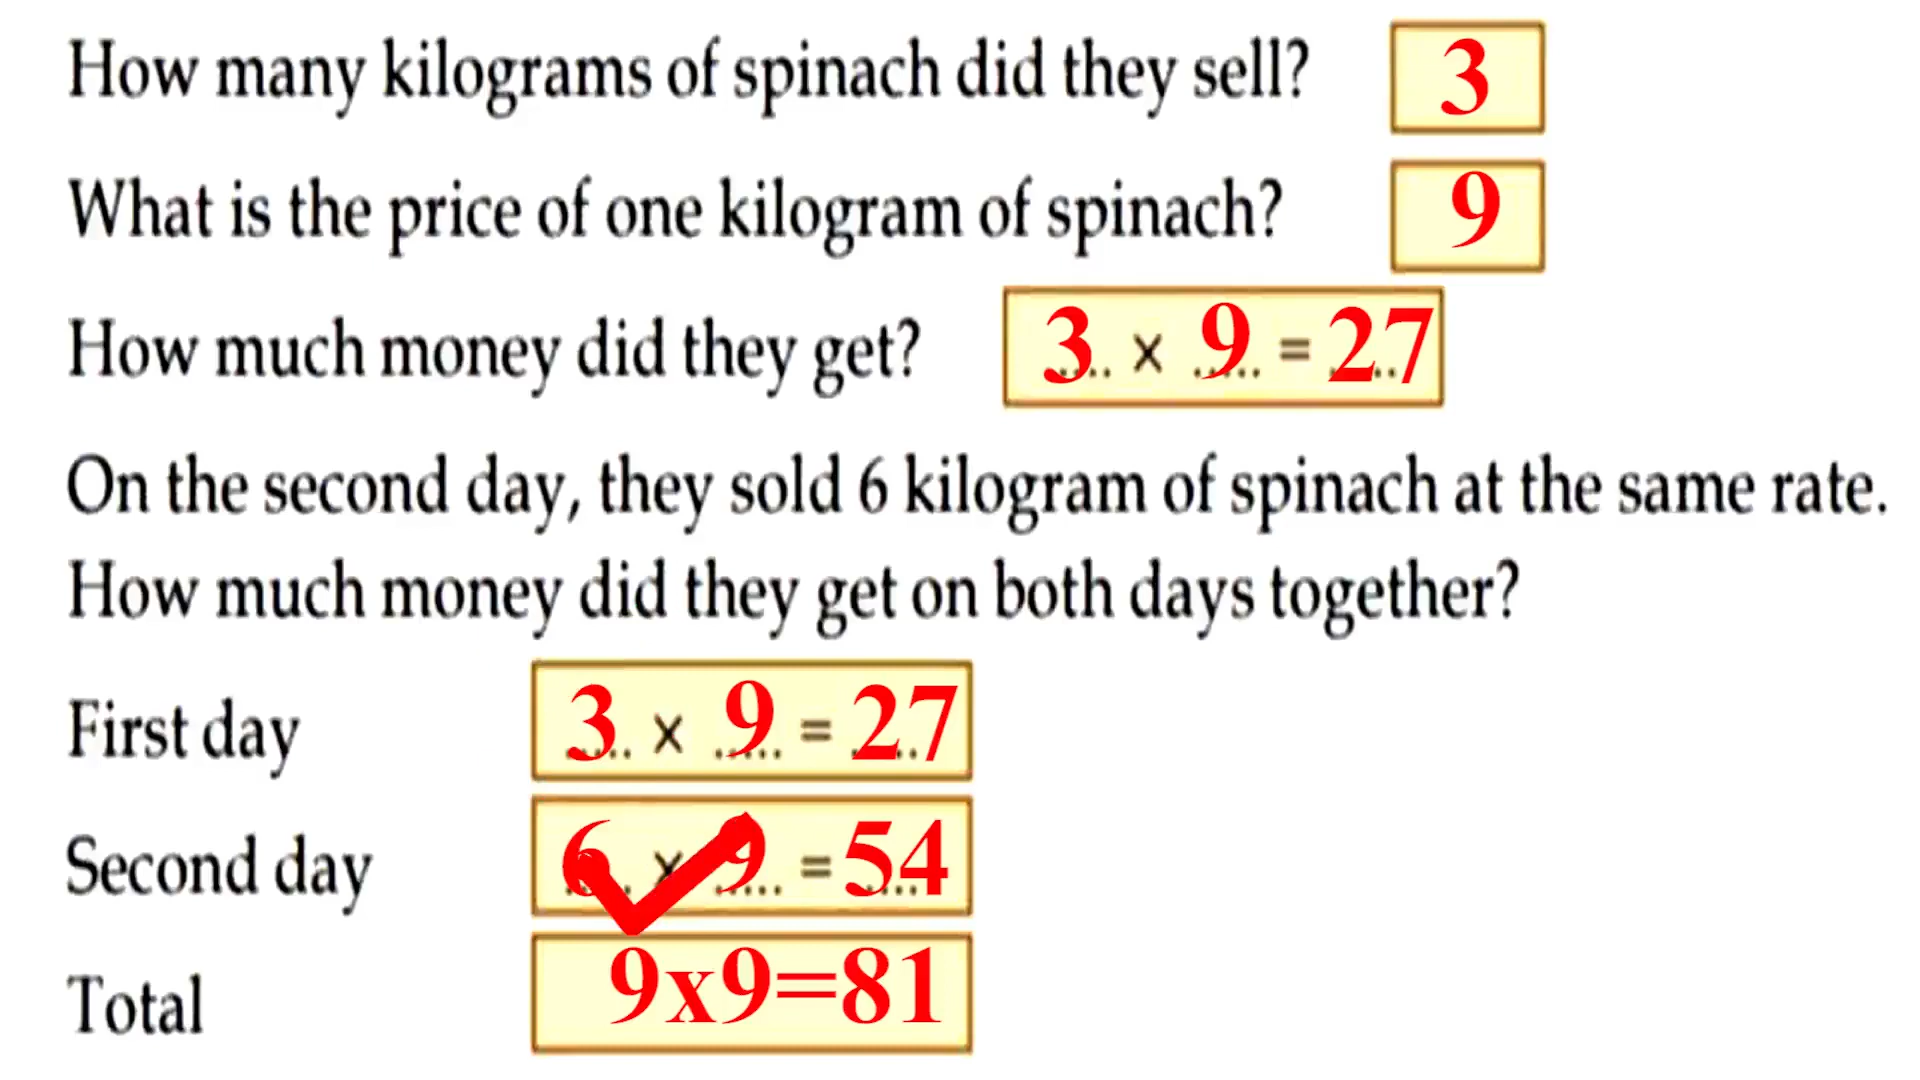 How many kilograms of spinach did they sell? 3
What is the price of one kilogram of spinach? 9
How much money did they get? 3 × 9 = 27
On the second day, they sold 6 kilogram of spinach at the same rate.
How much money did they get on both days together?
First day 3 × 9 = 27
Second day 6 × 9 = 54
Total 9x9=81